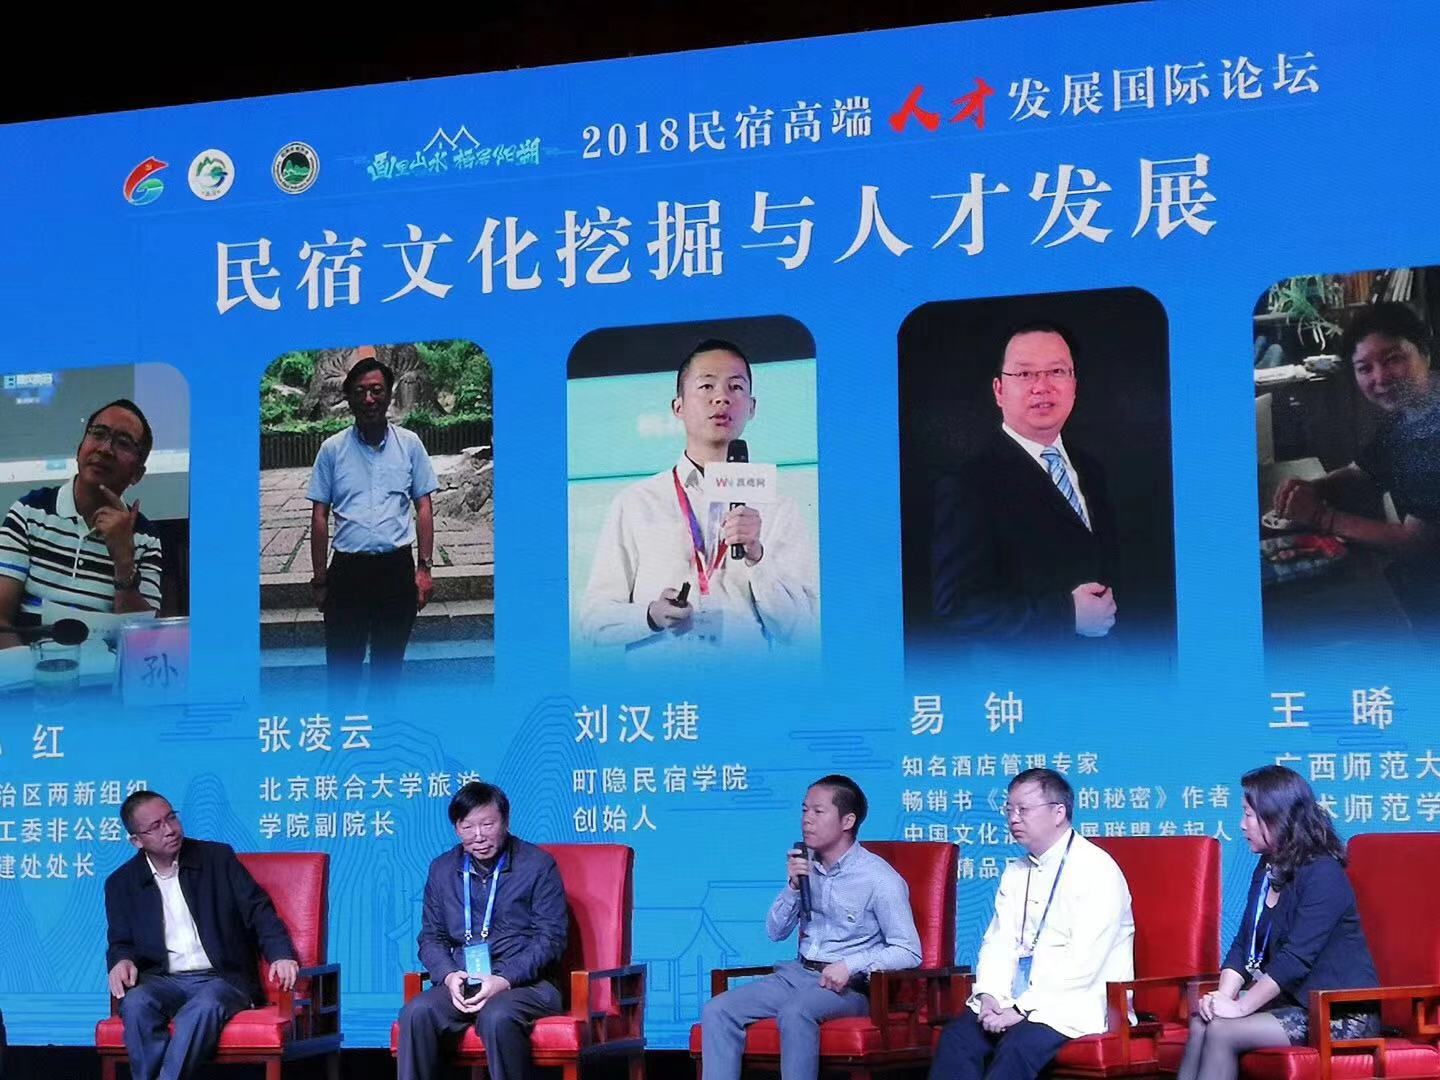 画里山水 栖居阳朔
2018民宿高端人才发展国际论坛
民宿文化挖掘与人才发展
孙
红
治区两新组织
工委非公经
建处处长
张凌云
北京联合大学旅游
学院副院长
刘汉捷
町隐民宿学院
创始人
易 钟
知名酒店管理专家
畅销书《 的秘密》作者
中国文化 展联盟发起人
精品
王 晞
广西师范大
术师范学